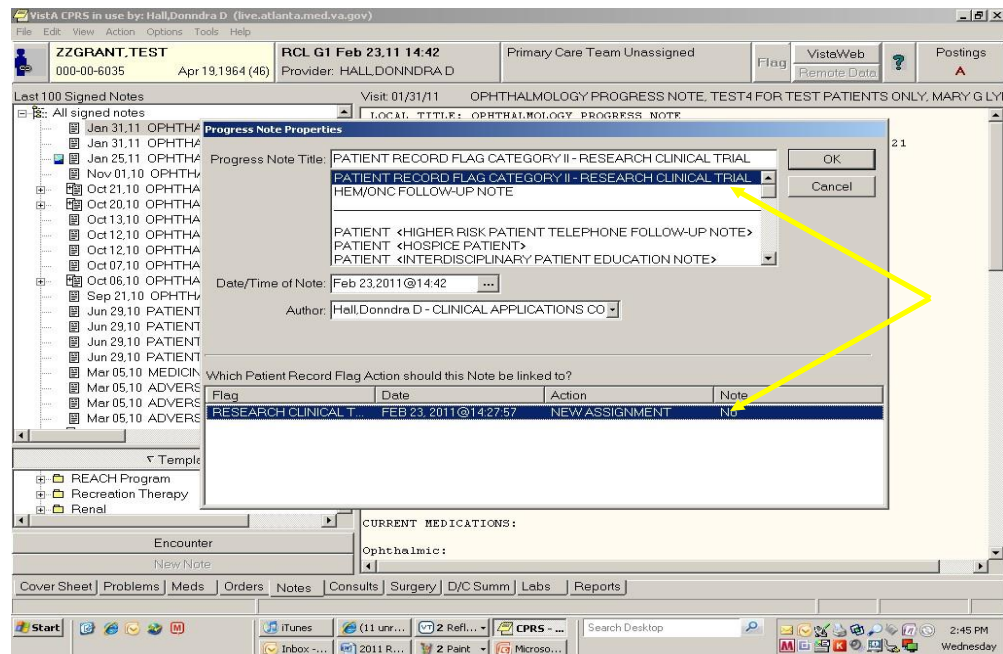 VistA CPRS in use by: Hall,Donndra D (live.atlanta.med.va.gov)
File Edit View Action Options Tools Help
ZZGRANT,TEST
000-00-6035 Apr 19,1964 (46)
RCL G1 Feb 23,11 14:42
Provider: HALL,DONNDRA D
Primary Care Team Unassigned
Flag
VistaWeb
Remote Data
?
Postings
A
Last 100 Signed Notes
Visit: 01/31/11 OPHTHALMOLOGY PROGRESS NOTE, TEST4 FOR TEST PATIENTS ONLY, MARY G LY
All signed notes
Jan 31,11 OPHTHA
Jan 31,11 OPHTHA
Jan 25,11 OPHTHA
Nov 01,10 OPHTHA
Oct 21,10 OPHTHA
Oct 20,10 OPHTHA
Oct 13,10 OPHTHA
Oct 12,10 OPHTHA
Oct 12,10 OPHTHA
Oct 07,10 OPHTHA
Oct 06,10 OPHTHA
Sep 21,10 OPHTHA
Jun 29,10 PATIENT
Jun 29,10 PATIENT
Jun 29,10 PATIENT
Jun 29,10 PATIENT
Mar 05,10 MEDICIN
Mar 05,10 ADVERS
Mar 05,10 ADVERS
Mar 05,10 ADVERS
LOCAL TITLE: OPHTHALMOLOGY PROGRESS NOTE
21
Progress Note Properties
Progress Note Title: PATIENT RECORD FLAG CATEGORY II - RESEARCH CLINICAL TRIAL
OK
Cancel
PATIENT RECORD FLAG CATEGORY II - RESEARCH CLINICAL TRIAL
HEM/ONC FOLLOW-UP NOTE
PATIENT <HIGHER RISK PATIENT TELEPHONE FOLLOW-UP NOTE>
PATIENT <HOSPICE PATIENT>
PATIENT <INTERDISCIPLINARY PATIENT EDUCATION NOTE>
Date/Time of Note: Feb 23,2011@14:42 ...
Author: Hall,Donndra D - CLINICAL APPLICATIONS CO
Which Patient Record Flag Action should this Note be linked to?
Flag Date Action Note
RESEARCH CLINICAL T... FEB 23, 2011@14:27:57 NEW ASSIGNMENT No
Templa
REACH Program
Recreation Therapy
Renal
Encounter
New Note
CURRENT MEDICATIONS:
Ophthalmic:
Cover Sheet Problems Meds Orders Notes Consults Surgery D/C Summ Labs Reports
Start
iTunes
(11 unr...
2 Refl...
CPRS - ...
Search Desktop
2:45 PM
Inbox -...
2011 R...
2 Paint
Microso...
Wednesday